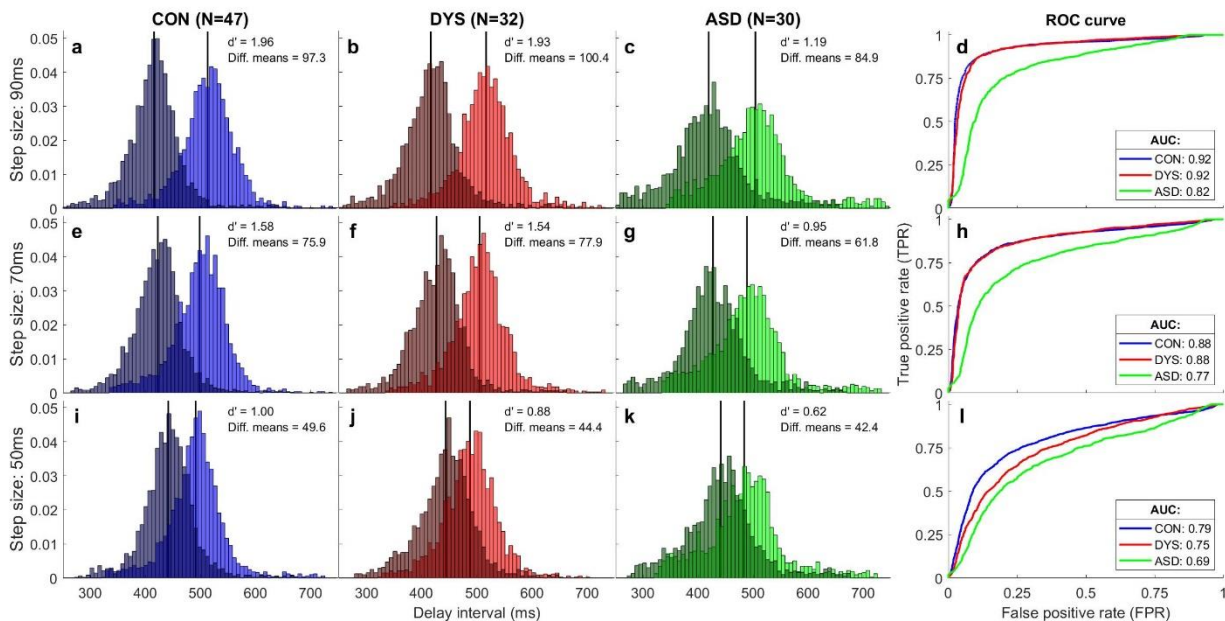 CON (N=47)
DYS (N=32)
ASD (N=30)
ROC curve
Step size: 90ms
0.05
0.04
0.03
0.02
0.01
0
a
d' = 1.96
Diff. means = 97.3
b
d' = 1.93
Diff. means = 100.4
c
d' = 1.19
Diff. means = 84.9
d
1
0.75
0.5
0.25
0
AUC:
CON: 0.92
DYS: 0.92
ASD: 0.82
Step size: 70ms
0.05
0.04
0.03
0.02
0.01
0
e
d' = 1.58
Diff. means = 75.9
f
d' = 1.54
Diff. means = 77.9
g
d' = 0.95
Diff. means = 61.8
True positive rate (TPR)
h
1
0.75
0.5
0.25
0
AUC:
CON: 0.88
DYS: 0.88
ASD: 0.77
Step size: 50ms
0.05
0.04
0.03
0.02
0.01
0
i
d' = 1.00
Diff. means = 49.6
j
d' = 0.88
Diff. means = 44.4
k
d' = 0.62
Diff. means = 42.4
l
1
0.75
0.5
0.25
0
AUC:
CON: 0.79
DYS: 0.75
ASD: 0.69
300 400 500 600 700
300 400 500 600 700
300 400 500 600 700
0 0.25 0.5 0.75 1
Delay interval (ms)
False positive rate (FPR)